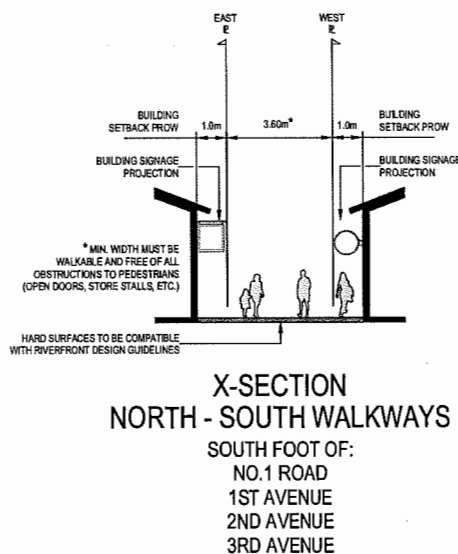 EAST
PL
WEST
PL
BUILDING
SETBACK PROW
1.0m
3.60m*
1.0m
BUILDING
SETBACK PROW
BUILDING SIGNAGE
PROJECTION
BUILDING SIGNAGE
PROJECTION
* MIN. WIDTH MUST BE
WALKABLE AND FREE OF ALL
OBSTRUCTIONS TO PEDESTRIANS
(OPEN DOORS, STORE STALLS, ETC.)
HARD SURFACES TO BE COMPATIBLE
WITH RIVERFRONT DESIGN GUIDELINES
X-SECTION
NORTH - SOUTH WALKWAYS
SOUTH FOOT OF:
NO.1 ROAD
1ST AVENUE
2ND AVENUE
3RD AVENUE